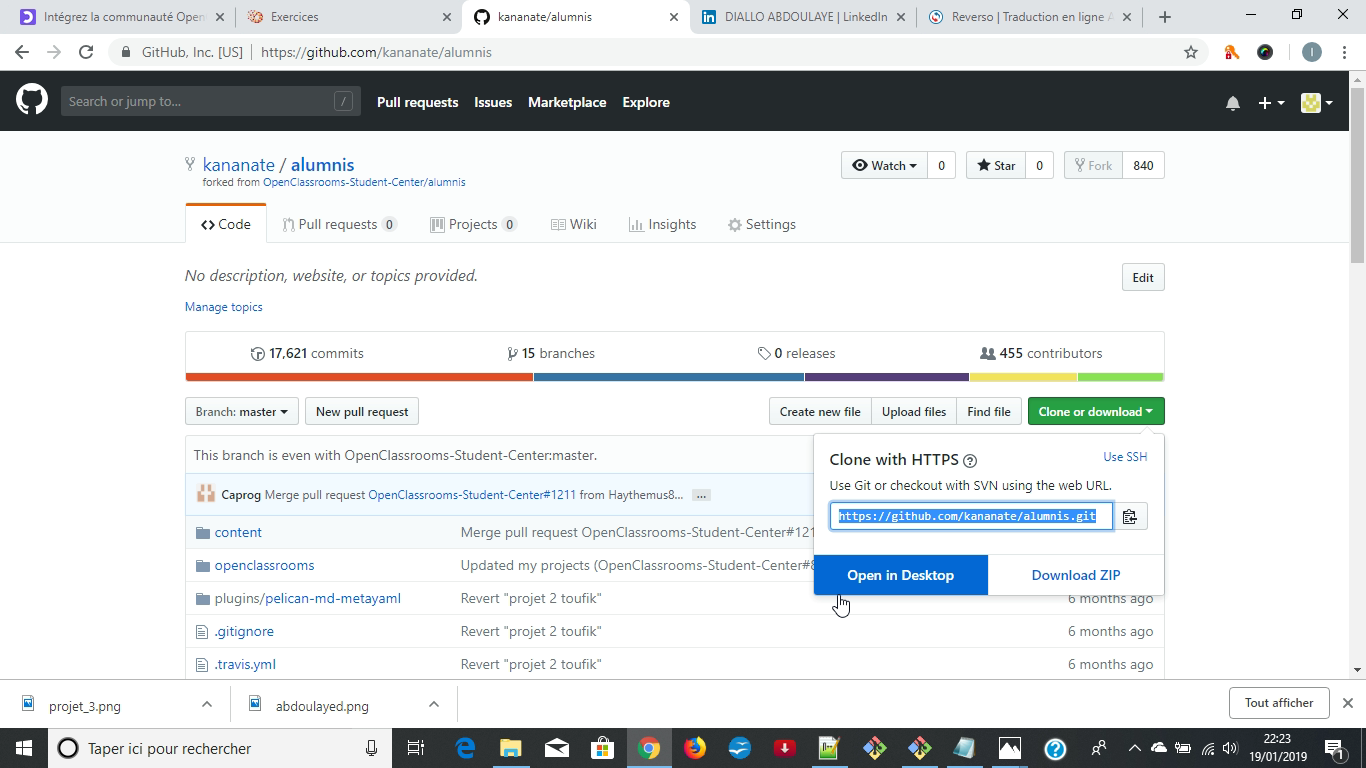 Intégrez la communauté Open
Exercices
kananate/alumnis
DIALLO ABDOULAYE | LinkedIn
Reverso | Traduction en ligne A
GitHub, Inc. [US]
https://github.com/kananate/alumnis
I
Search or jump to...
/
Pull requests
Issues
Marketplace
Explore
kananate / alumnis
forked from OpenClassrooms-Student-Center/alumnis
Watch
0
Star
0
Fork
840
Code
Pull requests 0
Projects 0
Wiki
Insights
Settings
No description, website, or topics provided.
Edit
Manage topics
17,621 commits
15 branches
0 releases
455 contributors
Branch: master
New pull request
Create new file
Upload files
Find file
Clone or download
This branch is even with OpenClassrooms-Student-Center:master.
Caprog Merge pull request OpenClassrooms-Student-Center#1211 from Haythemus8... ...
Clone with HTTPS
Use SSH
Use Git or checkout with SVN using the web URL.
https://github.com/kananate/alumnis.git
Open in Desktop
Download ZIP
content
Merge pull request OpenClassrooms-Student-Center#121
openclassrooms
Updated my projects (OpenClassrooms-Student-Center#8
plugins/pelican-md-metayaml
Revert "projet 2 toufik"
6 months ago
.gitignore
Revert "projet 2 toufik"
6 months ago
.travis.yml
Revert "projet 2 toufik"
6 months ago
projet_3.png
abdoulayed.png
Tout afficher
Taper ici pour rechercher
22:23
19/01/2019
1